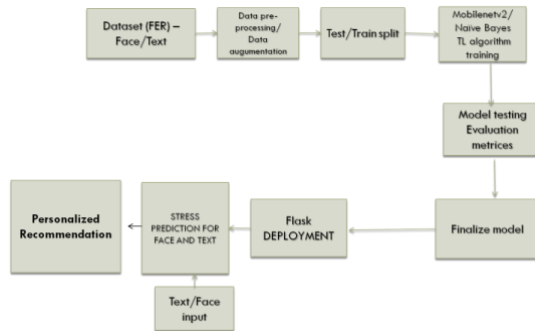 Dataset (FER) –
Face/Text
Data pre-
processing/
Data
augumentation
Test/Train split
Mobilenetv2/
Naive Bayes
TL algorithm
training
Model testing
Evaluation
metrices
Finalize model
Flask
DEPLOYMENT
STRESS
PREDICTION FOR
FACE AND TEXT
Personalized
Recommendation
Text/Face
input